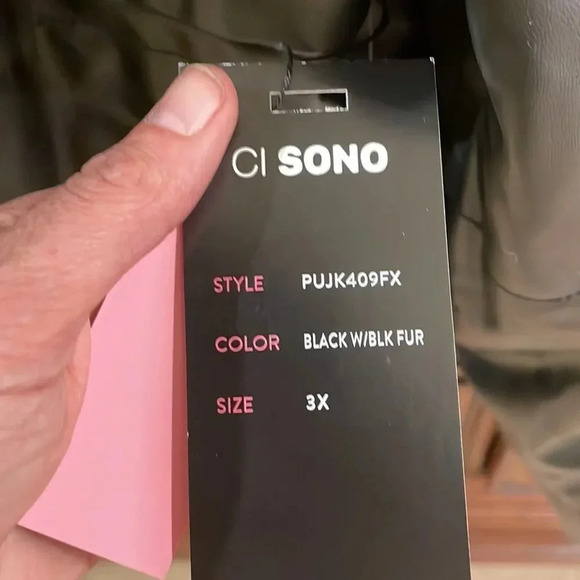 CI SONO
STYLE PUJK409FX
COLOR BLACK W/BLK FUR
SIZE 3X